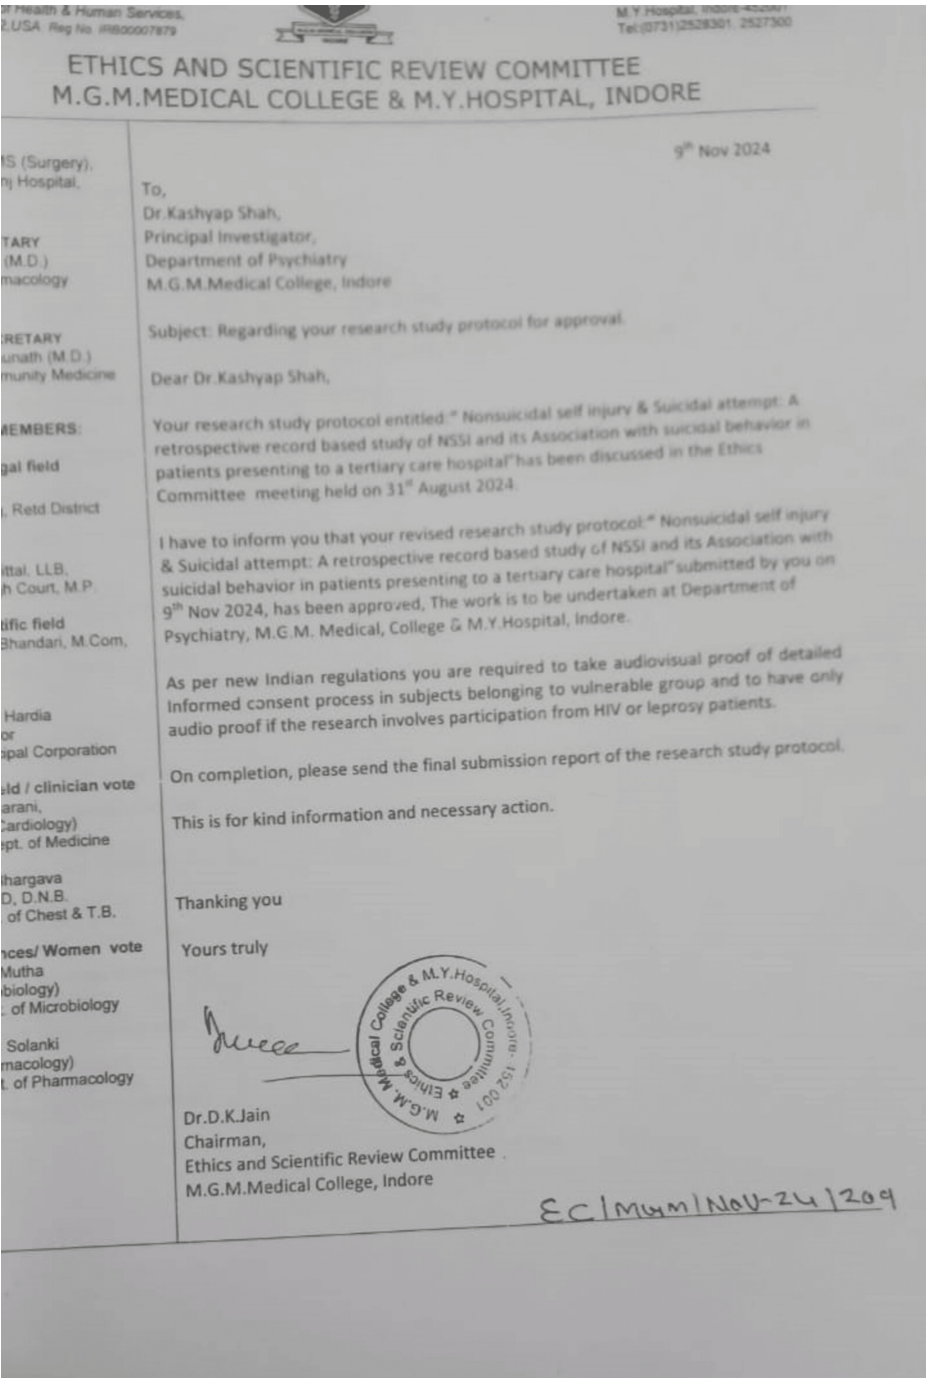 of Health & Human Services,
USA Reg No. IRB00007879
M.Y.Hospital, Indore-452001
Tel:(0731)2528301, 2527300
ETHICS AND SCIENTIFIC REVIEW COMMITTEE
M.G.M.MEDICAL COLLEGE & M.Y.HOSPITAL, INDORE
MS (Surgery),
nj Hospital,
TARY
(M.D.)
macology
RETARY
unath (M.D.)
munity Medicine
MEMBERS:
gal field
, Retd District
ittal, LLB,
h Court, M.P.
tific field
Bhandari, M.Com,
Hardia
or
ipal Corporation
eld / clinician vote
arani,
Cardiology)
ept. of Medicine
Bhargava
D, D.N.B.
. of Chest & T.B.
nces/ Women vote
Mutha
biology)
. of Microbiology
Solanki
macology)
t. of Pharmacology
9th Nov 2024
To,
Dr.Kashyap Shah,
Principal Investigator,
Department of Psychiatry
M.G.M.Medical College, Indore
Subject: Regarding your research study protocol for approval.
Dear Dr.Kashyap Shah,
Your research study protocol entitled:" Nonsuicidal self injury & Suicidal attempt: A
retrospective record based study of NSSI and its Association with suicidal behavior in
patients presenting to a tertiary care hospital"has been discussed in the Ethics
Committee meeting held on 31st August 2024.
I have to inform you that your revised research study protocol:" Nonsuicidal self injury
& Suicidal attempt: A retrospective record based study of NSSI and its Association with
suicidal behavior in patients presenting to a tertiary care hospital"submitted by you on
9th Nov 2024, has been approved, The work is to be undertaken at Department of
Psychiatry, M.G.M. Medical, College & M.Y.Hospital, Indore.
As per new Indian regulations you are required to take audiovisual proof of detailed
Informed consent process in subjects belonging to vulnerable group and to have only
audio proof if the research involves participation from HIV or leprosy patients.
On completion, please send the final submission report of the research study protocol.
This is for kind information and necessary action.
Thanking you
Yours truly
M.G.M. Medical College & M.Y.Hospital, Indore- 452 001
Ethics & Scientific Review Committee
Dr.D.K.Jain
Chairman,
Ethics and Scientific Review Committee
M.G.M.Medical College, Indore
EC/MGM/NOV-24/209